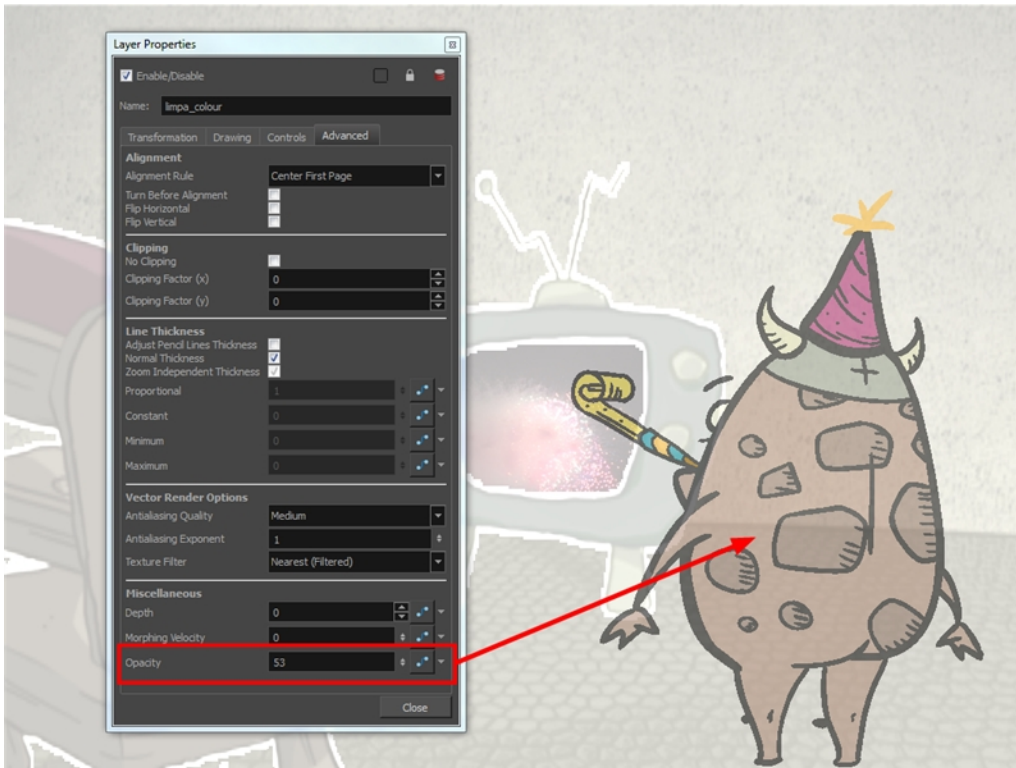 Layer Properties
Enable/Disable
Name: limpa_colour
Transformation Drawing Controls Advanced
Alignment
Alignment Rule Center First Page
Turn Before Alignment
Flip Horizontal
Flip Vertical
Clipping
No Clipping
Clipping Factor (x) 0
Clipping Factor (y) 0
Line Thickness
Adjust Pencil Lines Thickness
Normal Thickness
Zoom Independent Thickness
Proportional 1
Constant 0
Minimum 0
Maximum 0
Vector Render Options
Antialiasing Quality Medium
Antialiasing Exponent 1
Texture Filter Nearest (Filtered)
Miscellaneous
Depth 0
Morphing Velocity 0
Opacity 53
Close